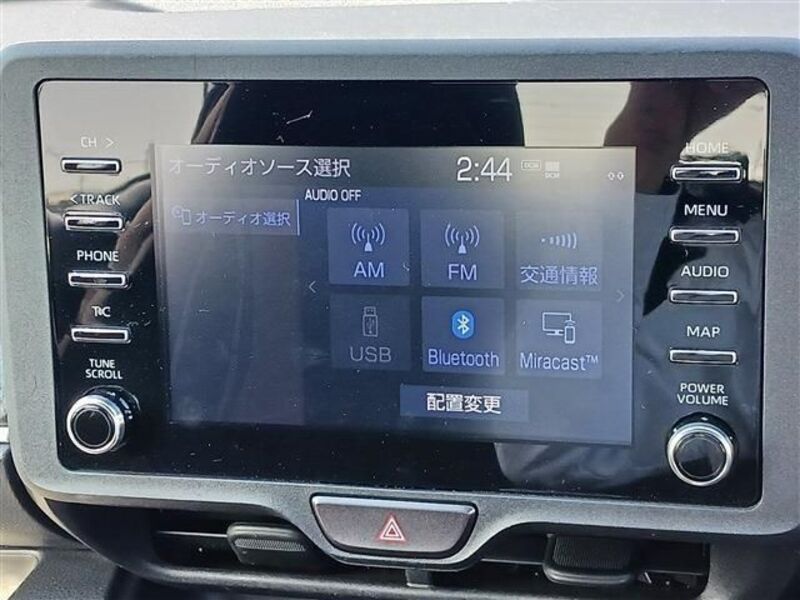 CH >
< TRACK
PHONE
T C
TUNE
SCROLL
オーディオソース選択
2:44
DCM
DCM
AUDIO OFF
オーディオ選択
AM
FM
交通情報
USB
Bluetooth
Miracast™
配置変更
HOME
MENU
AUDIO
MAP
POWER
VOLUME